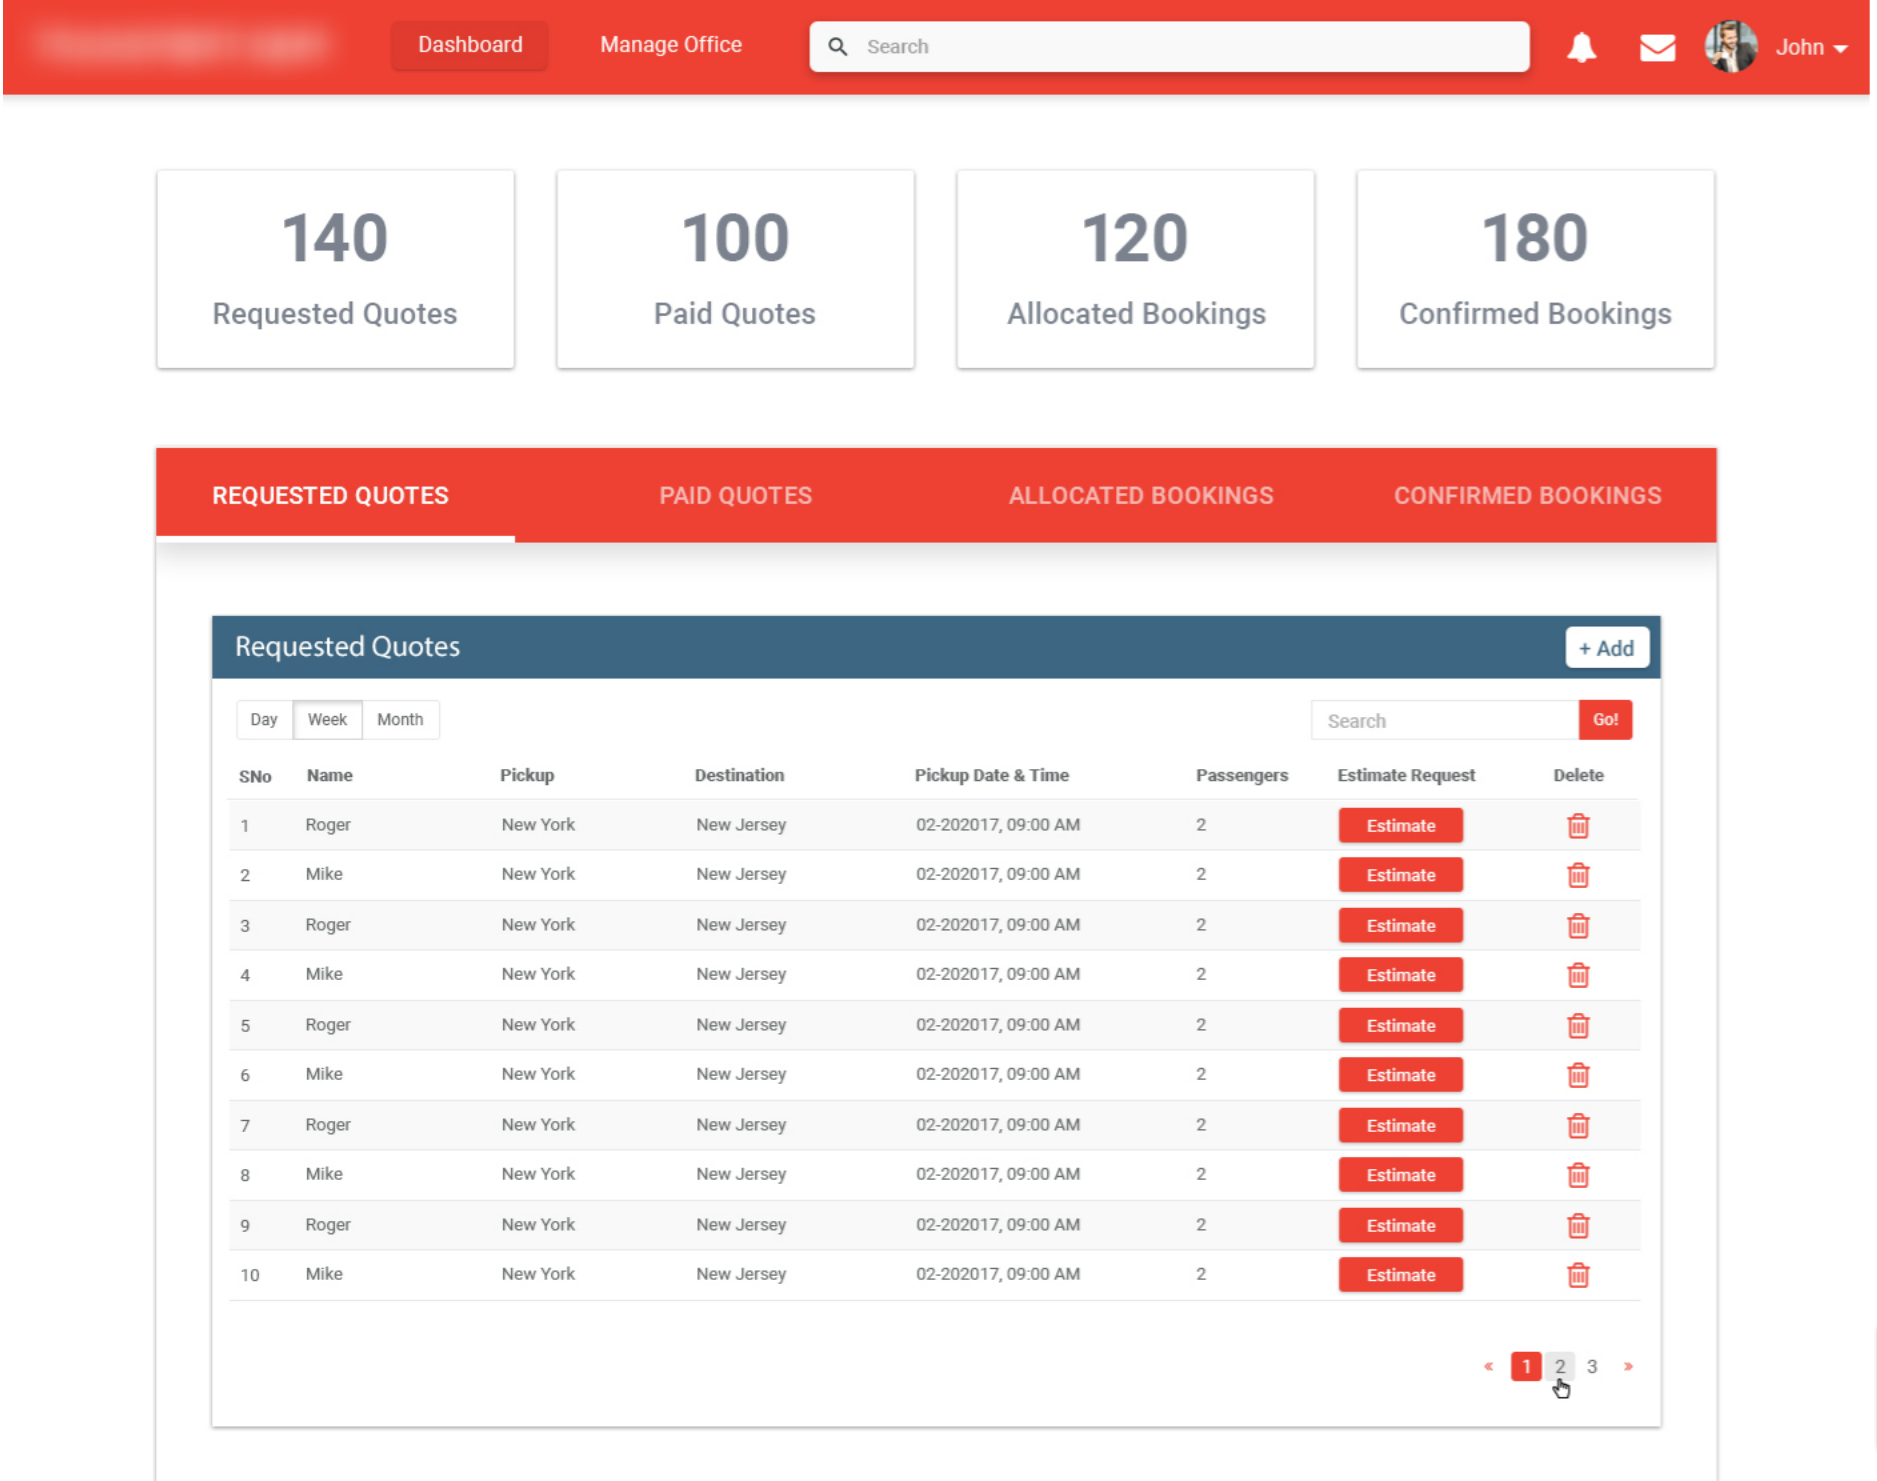 Dashboard Manage Office Search John
140 100 120 180
Requested Quotes Paid Quotes Allocated Bookings Confirmed Bookings
REQUESTED QUOTES PAID QUOTES ALLOCATED BOOKINGS CONFIRMED BOOKINGS
Requested Quotes + Add
Day Week Month Search Go!
SNo Name Pickup Destination Pickup Date & Time Passengers Estimate Request Delete
1 Roger New York New Jersey 02-202017, 09:00 AM 2 Estimate
2 Mike New York New Jersey 02-202017, 09:00 AM 2 Estimate
3 Roger New York New Jersey 02-202017, 09:00 AM 2 Estimate
4 Mike New York New Jersey 02-202017, 09:00 AM 2 Estimate
5 Roger New York New Jersey 02-202017, 09:00 AM 2 Estimate
6 Mike New York New Jersey 02-202017, 09:00 AM 2 Estimate
7 Roger New York New Jersey 02-202017, 09:00 AM 2 Estimate
8 Mike New York New Jersey 02-202017, 09:00 AM 2 Estimate
9 Roger New York New Jersey 02-202017, 09:00 AM 2 Estimate
10 Mike New York New Jersey 02-202017, 09:00 AM 2 Estimate
« 1 2 3 »